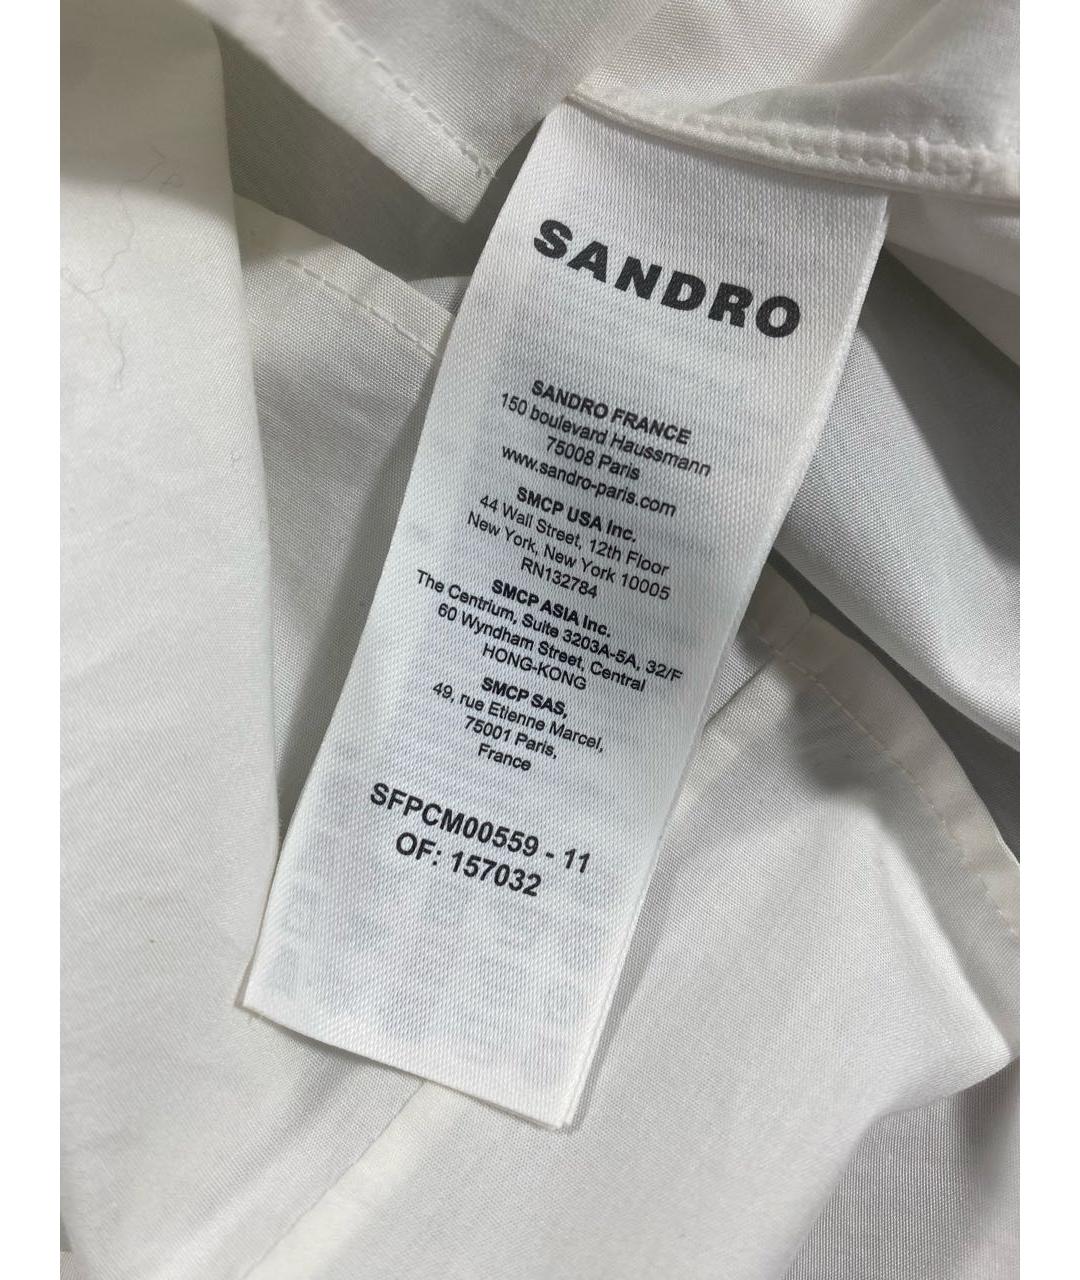 SANDRO
SANDRO FRANCE
150 boulevard Haussmann
75008 Paris
www.sandro-paris.com
SMCP USA Inc.
44 Wall Street, 12th Floor
New York, New York 10005
RN132784
SMCP ASIA Inc.
The Centrium, Suite 3203A-5A, 32/F
60 Wyndham Street, Central
HONG-KONG
SMCP SAS,
49, rue Etienne Marcel,
75001 Paris,
France
SFPCM00559 - 11
OF: 157032